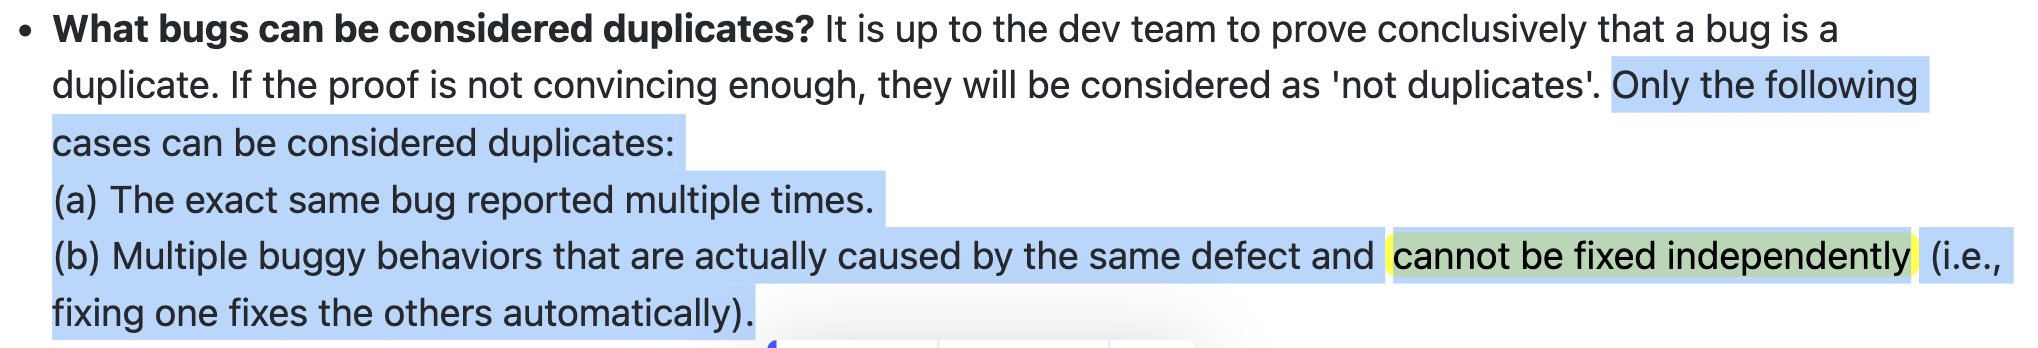 • What bugs can be considered duplicates? It is up to the dev team to prove conclusively that a bug is a
duplicate. If the proof is not convincing enough, they will be considered as 'not duplicates'. Only the following
cases can be considered duplicates:
(a) The exact same bug reported multiple times.
(b) Multiple buggy behaviors that are actually caused by the same defect and cannot be fixed independently (i.e.,
fixing one fixes the others automatically).